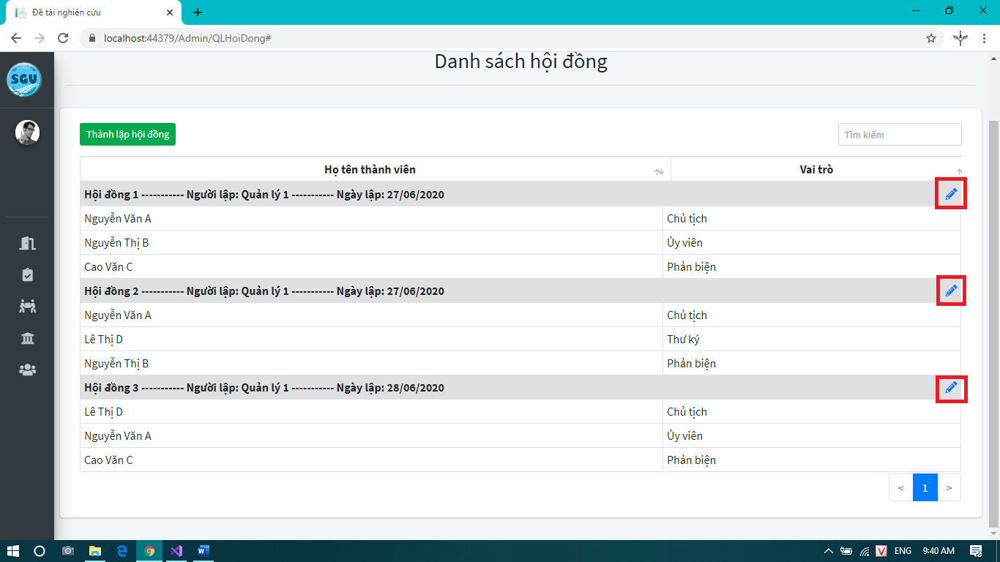 Đề tài nghiên cứu
localhost:44379/Admin/QLHoiDong#
SGU
Danh sách hội đồng
Thành lập hội đồng
Tìm kiếm
Họ tên thành viên Vai trò
Hội đồng 1 ----------- Người lập: Quản lý 1 ----------- Ngày lập: 27/06/2020
Nguyễn Văn A Chủ tịch
Nguyễn Thị B Ủy viên
Cao Văn C Phản biện
Hội đồng 2 ----------- Người lập: Quản lý 1 ----------- Ngày lập: 27/06/2020
Nguyễn Văn A Chủ tịch
Lê Thị D Thư ký
Nguyễn Thị B Phản biện
Hội đồng 3 ----------- Người lập: Quản lý 1 ----------- Ngày lập: 28/06/2020
Lê Thị D Chủ tịch
Nguyễn Văn A Ủy viên
Cao Văn C Phản biện
< 1 >
ENG 9:40 AM